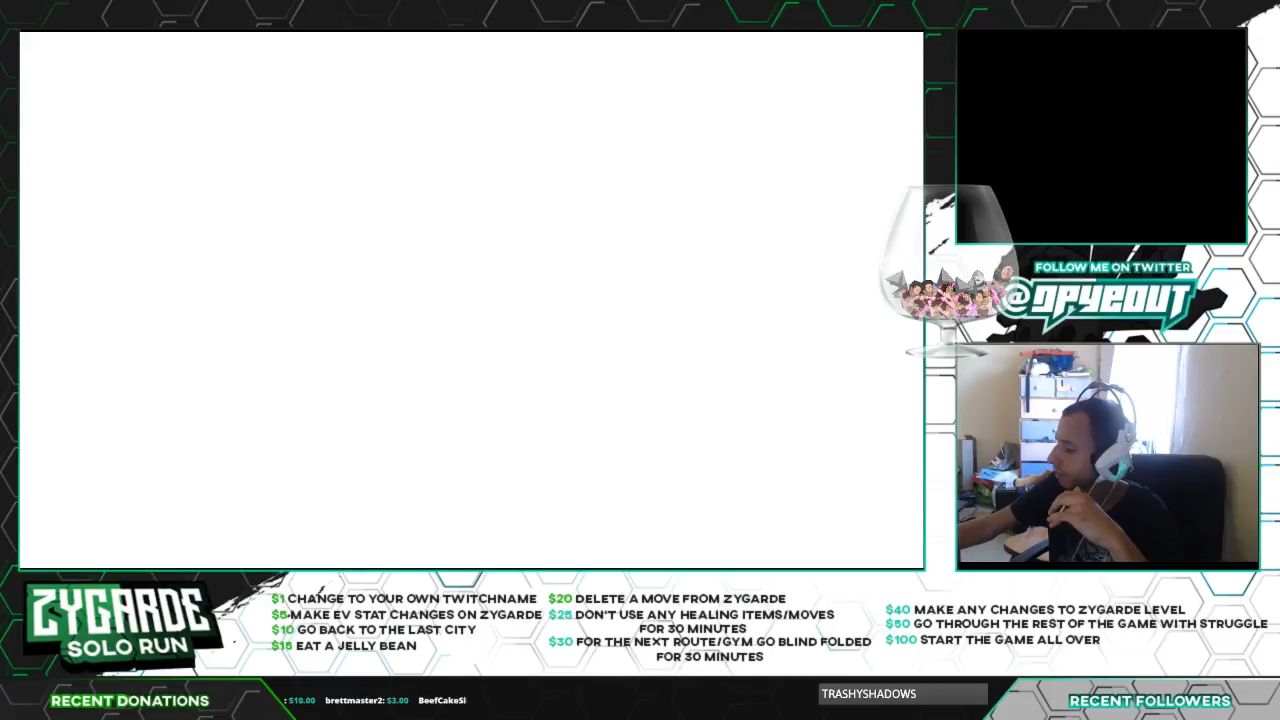 FOLLOW ME ON TWITTER
@GPYEOUT
ZYGARDE
SOLO RUN
$1 CHANGE TO YOUR OWN TWITCHNAME
$5 MAKE EV STAT CHANGES ON ZYGARDE
$10 GO BACK TO THE LAST CITY
$15 EAT A JELLY BEAN
$20 DELETE A MOVE FROM ZYGARDE
$25 DON'T USE ANY HEALING ITEMS/MOVES
FOR 30 MINUTES
$30 FOR THE NEXT ROUTE/GYM GO BLIND FOLDED
FOR 30 MINUTES
$40 MAKE ANY CHANGES TO ZYGARDE LEVEL
$50 GO THROUGH THE REST OF THE GAME WITH STRUGGLE
$100 START THE GAME ALL OVER
RECENT DONATIONS
: $10.00 brettmaster2: $3.00 BeefCakeSl
TRASHYSHADOWS
RECENT FOLLOWERS